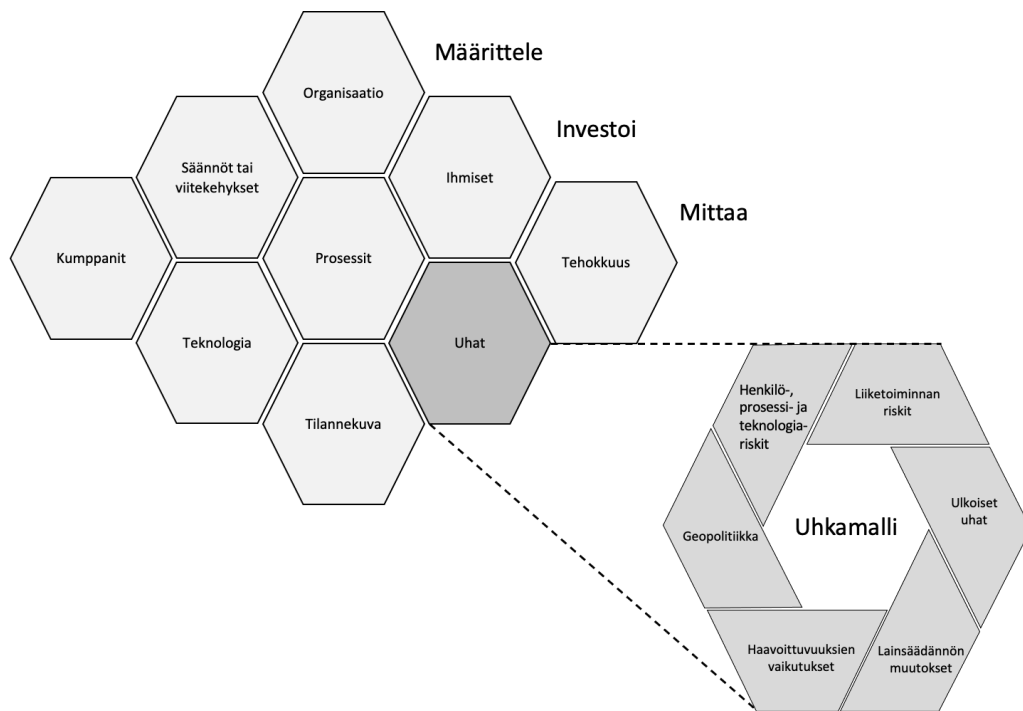 Määrittele
Organisaatio
Investoi
Säännöt tai
viitekehykset
Ihmiset
Mittaa
Kumppanit
Prosessit
Tehokkuus
Teknologia
Uhat
Tilannekuva
Henkilö-,
prosessi- ja
teknologia-
riskit
Liiketoiminnan
riskit
Ulkoiset
uhat
Uhkamalli
Geopolitiikka
Haavoittuvuuksien
vaikutukset
Lainsäädännön
muutokset